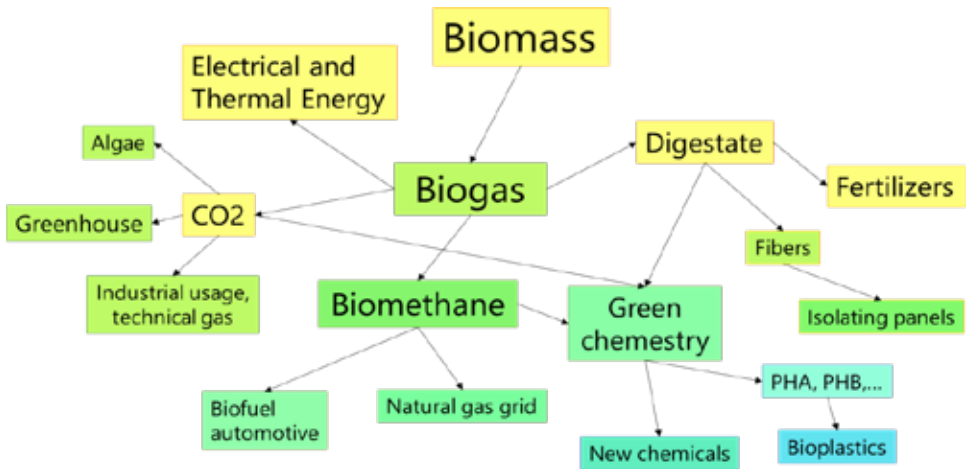 Biomass
Electrical and
Thermal Energy
Algae
Digestate
Biogas
Fertilizers
CO2
Greenhouse
Fibers
Industrial usage,
technical gas
Biomethane
Green
chemestry
Isolating panels
PHA, PHB,...
Biofuel
automotive
Natural gas grid
New chemicals
Bioplastics